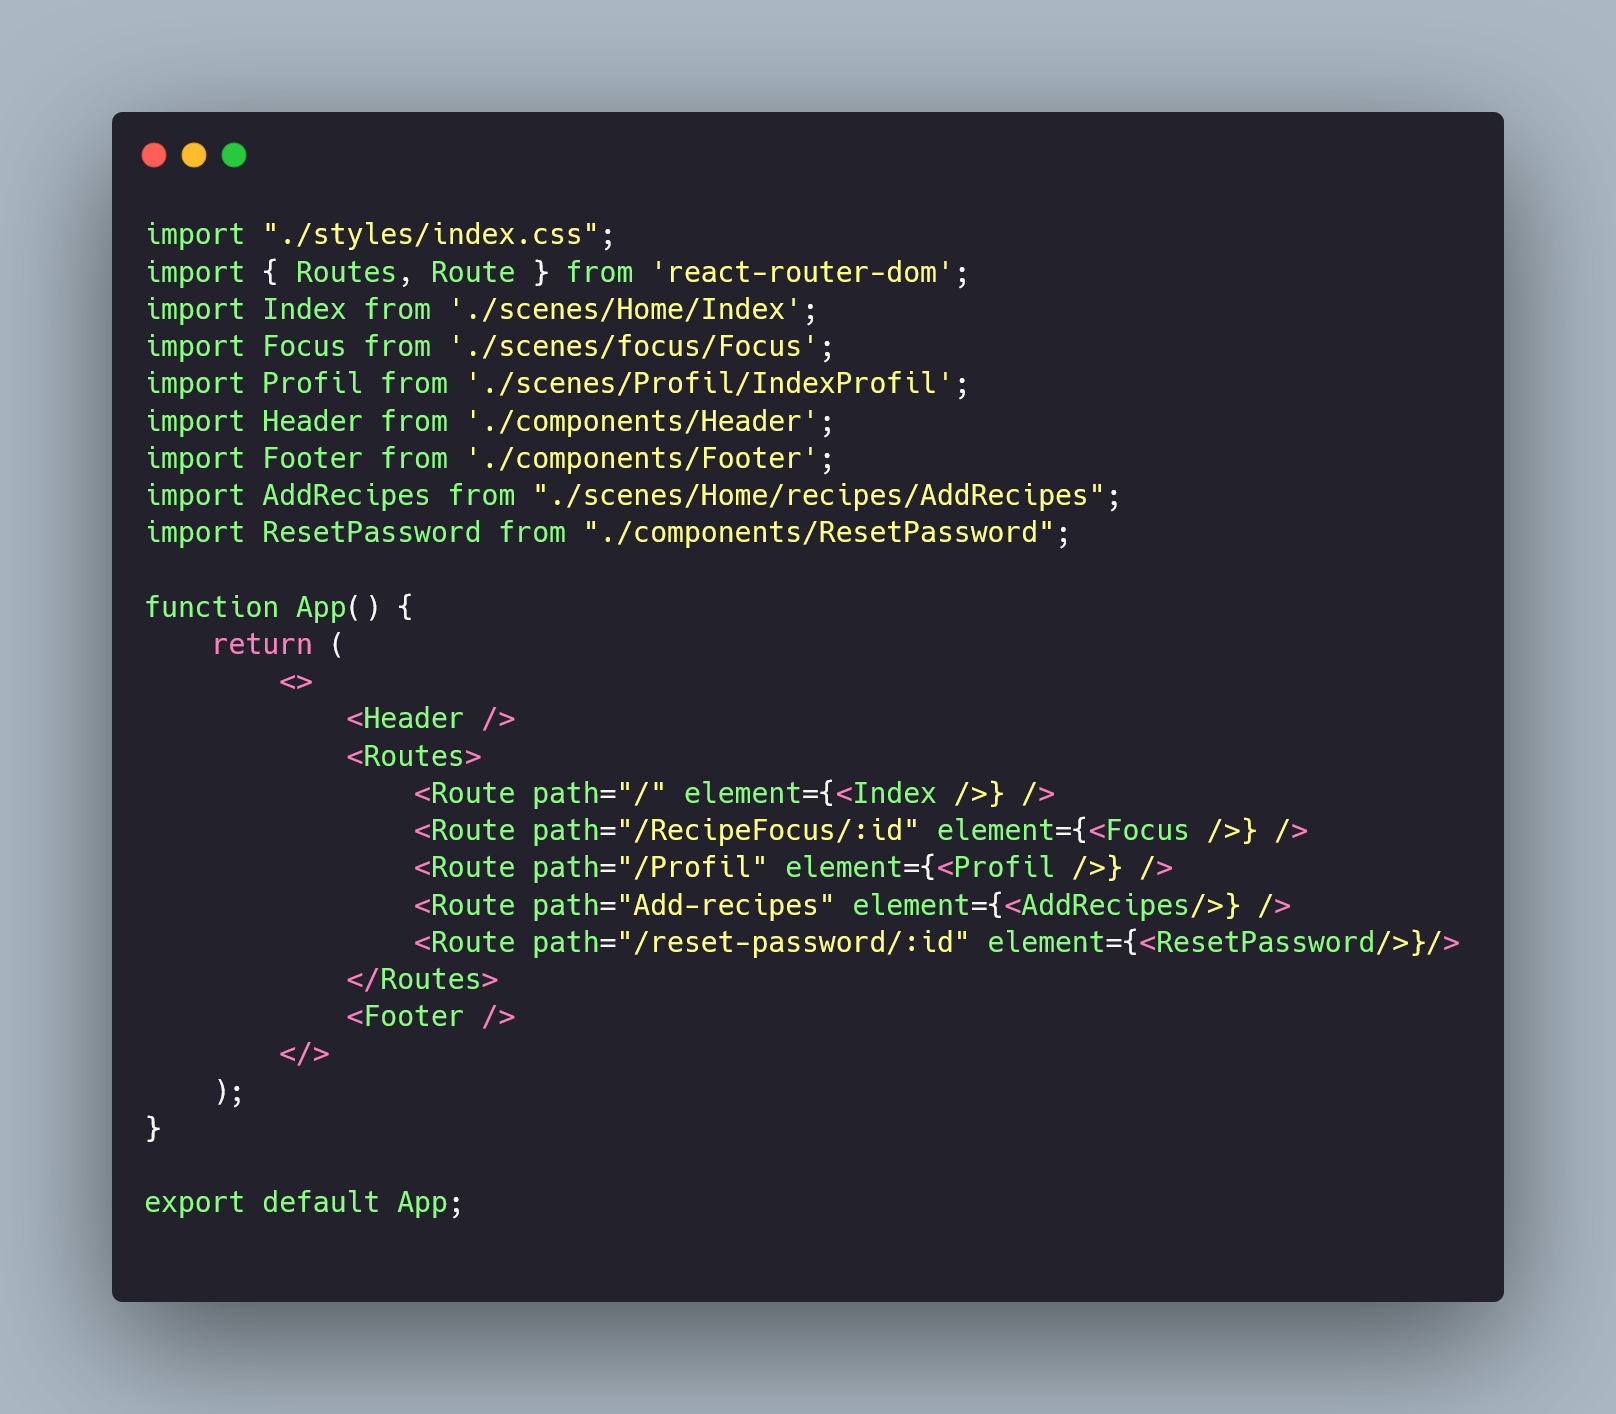 import "./styles/index.css";
import { Routes, Route } from 'react-router-dom';
import Index from './scenes/Home/Index';
import Focus from './scenes/focus/Focus';
import Profil from './scenes/Profil/IndexProfil';
import Header from './components/Header';
import Footer from './components/Footer';
import AddRecipes from "./scenes/Home/recipes/AddRecipes";
import ResetPassword from "./components/ResetPassword";

function App() {
    return (
        <>
            <Header />
            <Routes>
                <Route path="/" element={<Index />} />
                <Route path="/RecipeFocus/:id" element={<Focus />} />
                <Route path="/Profil" element={<Profil />} />
                <Route path="Add-recipes" element={<AddRecipes/>} />
                <Route path="/reset-password/:id" element={<ResetPassword/>}/>
            </Routes>
            <Footer />
        </>
    );
}

export default App;